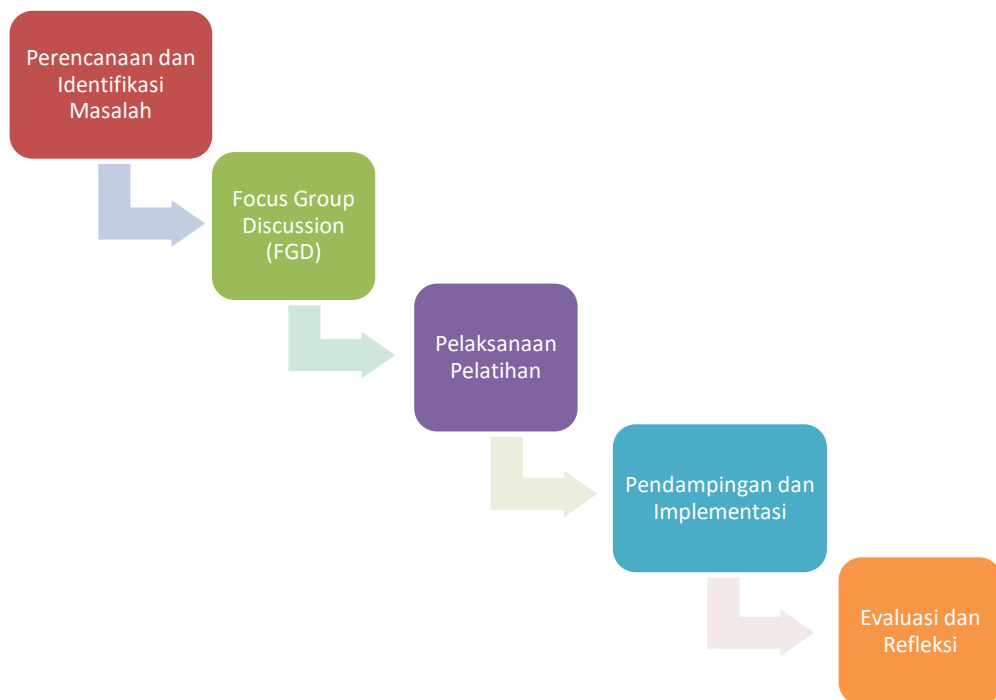 Perencanaan dan
Identifikasi
Masalah
Focus Group
Discussion
(FGD)
Pelaksanaan
Pelatihan
Pendampingan dan
Implementasi
Evaluasi dan
Refleksi